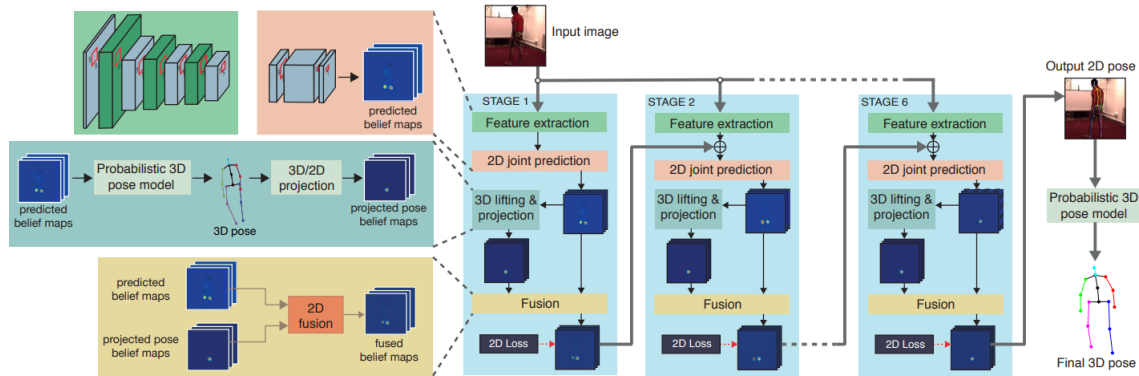 Input image
Output 2D pose
predicted
belief maps
STAGE 1
Feature extraction
2D joint prediction
3D lifting &
projection
Fusion
2D Loss
STAGE 2
Feature extraction
2D joint prediction
3D lifting &
projection
Fusion
2D Loss
STAGE 6
Feature extraction
2D joint prediction
3D lifting &
projection
Fusion
2D Loss
predicted
belief maps
Probabilistic 3D
pose model
3D pose
3D/2D
projection
projected pose
belief maps
predicted
belief maps
projected pose
belief maps
2D
fusion
fused
belief maps
Probabilistic 3D
pose model
Final 3D pose